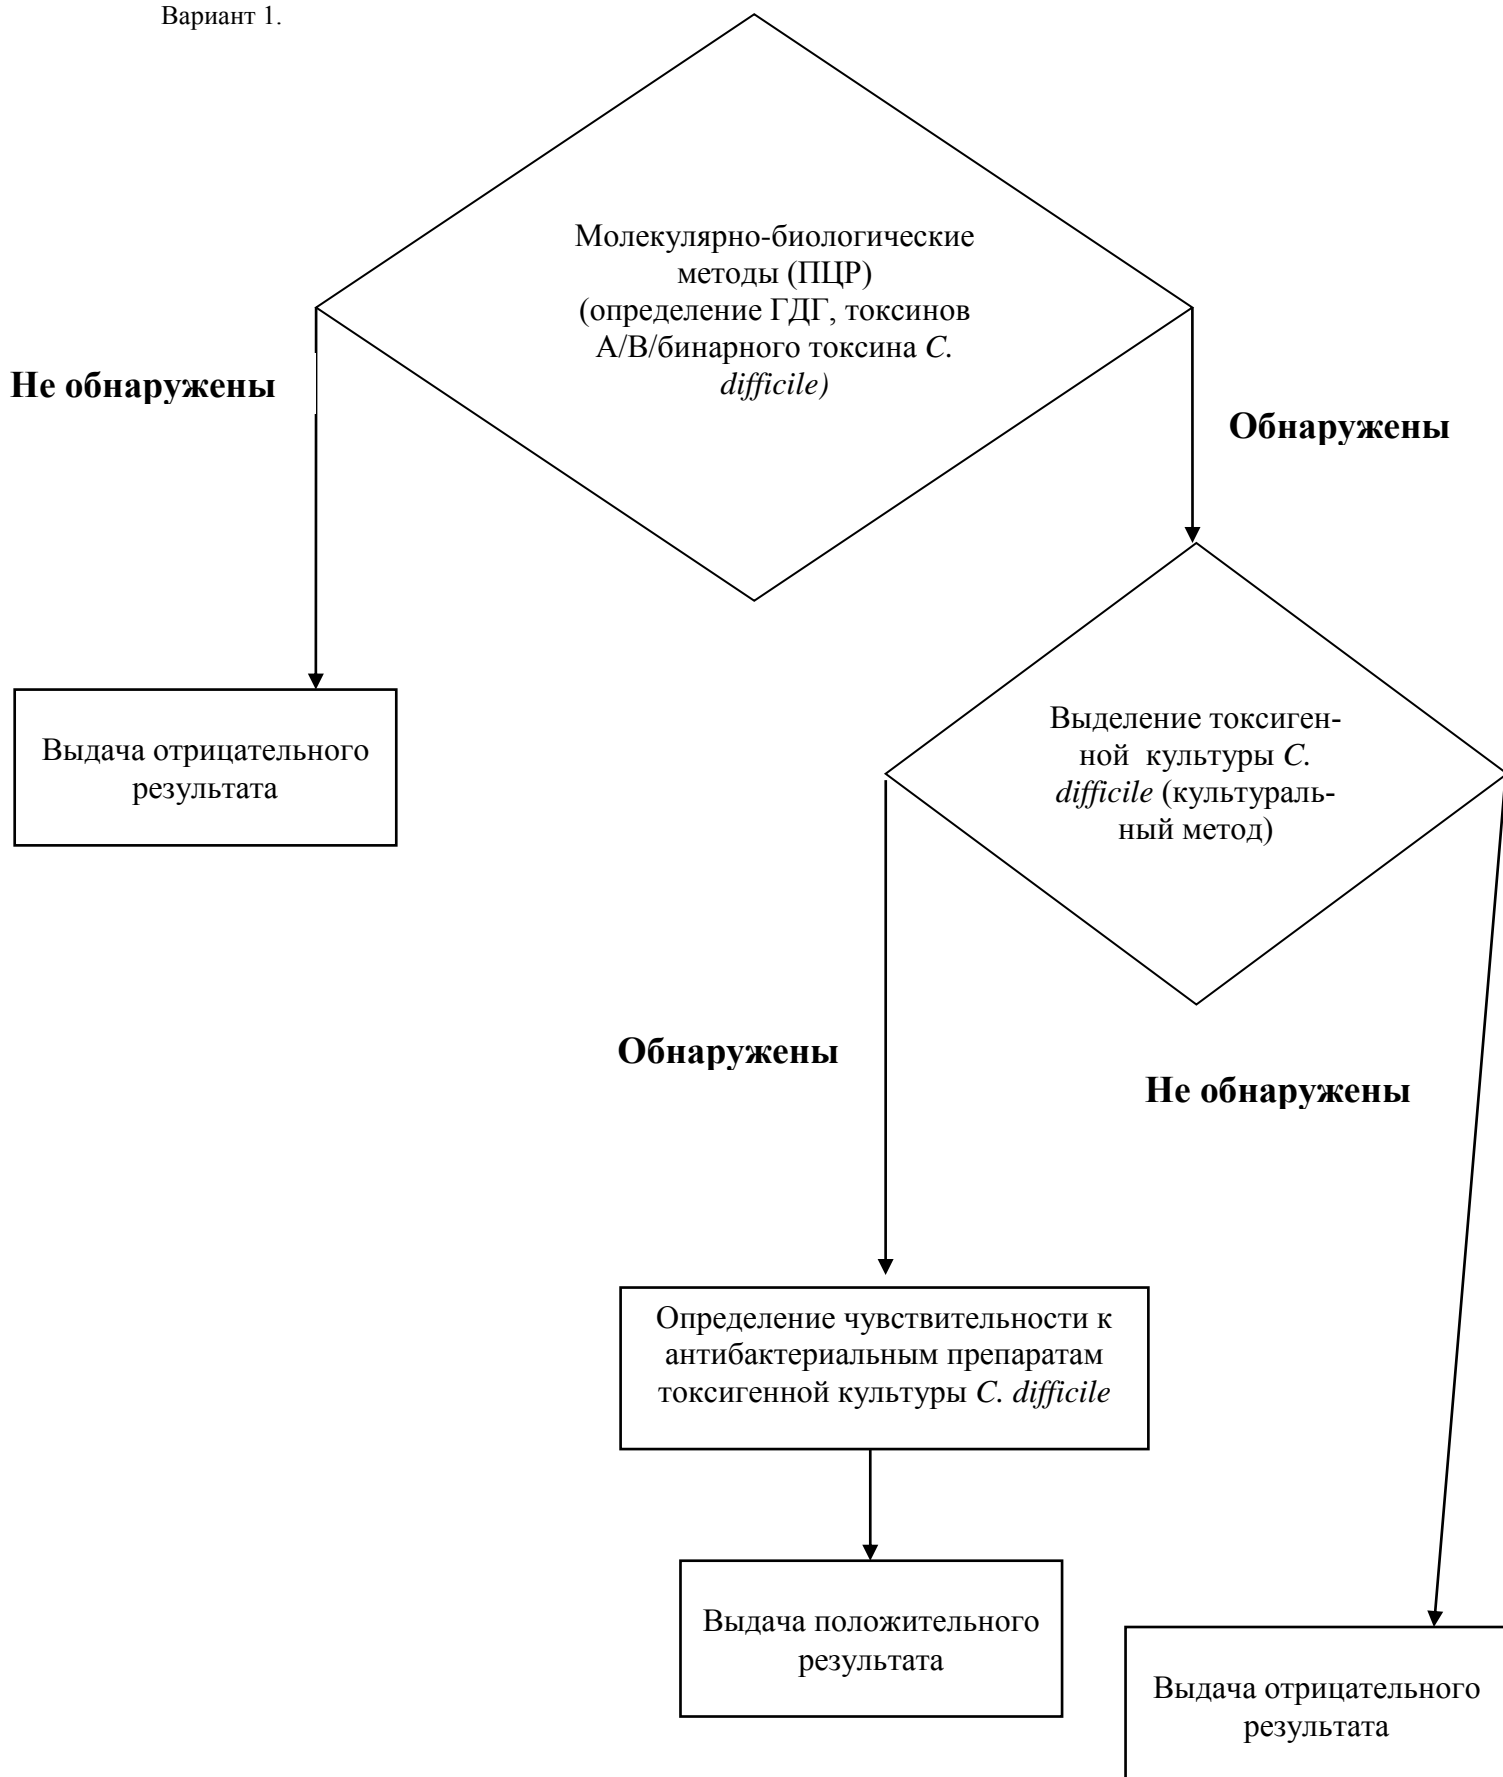 Вариант 1.
Молекулярно-биологические
методы (ПЦР)
(определение ГДГ, токсинов
А/В/бинарного токсина C.
difficile)
Не обнаружены
Обнаружены
Выдача отрицательного
результата
Выделение токсиген-
ной культуры C.
difficile (культураль-
ный метод)
Обнаружены
Не обнаружены
Определение чувствительности к
антибактериальным препаратам
токсигенной культуры C. difficile
Выдача положительного
результата
Выдача отрицательного
результата